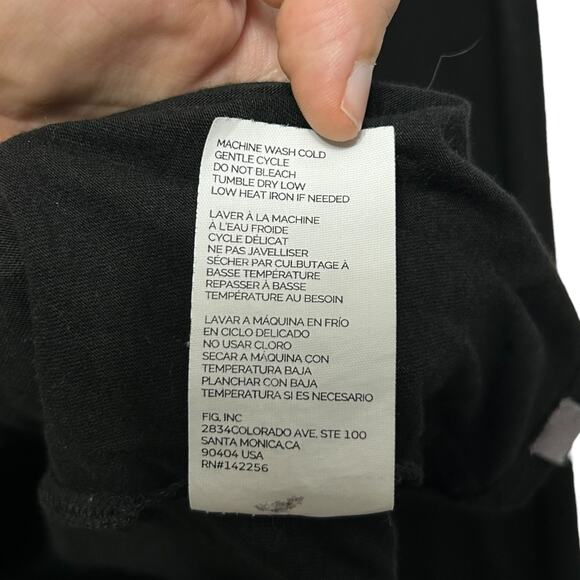 MACHINE WASH COLD
GENTLE CYCLE
DO NOT BLEACH
TUMBLE DRY LOW
LOW HEAT IRON IF NEEDED
LAVER À LA MACHINE
À L'EAU FROIDE
CYCLE DÉLICAT
NE PAS JAVELLISER
SÉCHER PAR CULBUTAGE À
BASSE TEMPÉRATURE
REPASSER À BASSE
TEMPÉRATURE AU BESOIN
LAVAR A MÁQUINA EN FRÍO
EN CICLO DELICADO
NO USAR CLORO
SECAR A MÁQUINA CON
TEMPERATURA BAJA
PLANCHAR CON BAJA
TEMPERATURA SI ES NECESARIO
FIG, INC
2834COLORADO AVE, STE 100
SANTA MONICA,CA
90404 USA
RN#142256